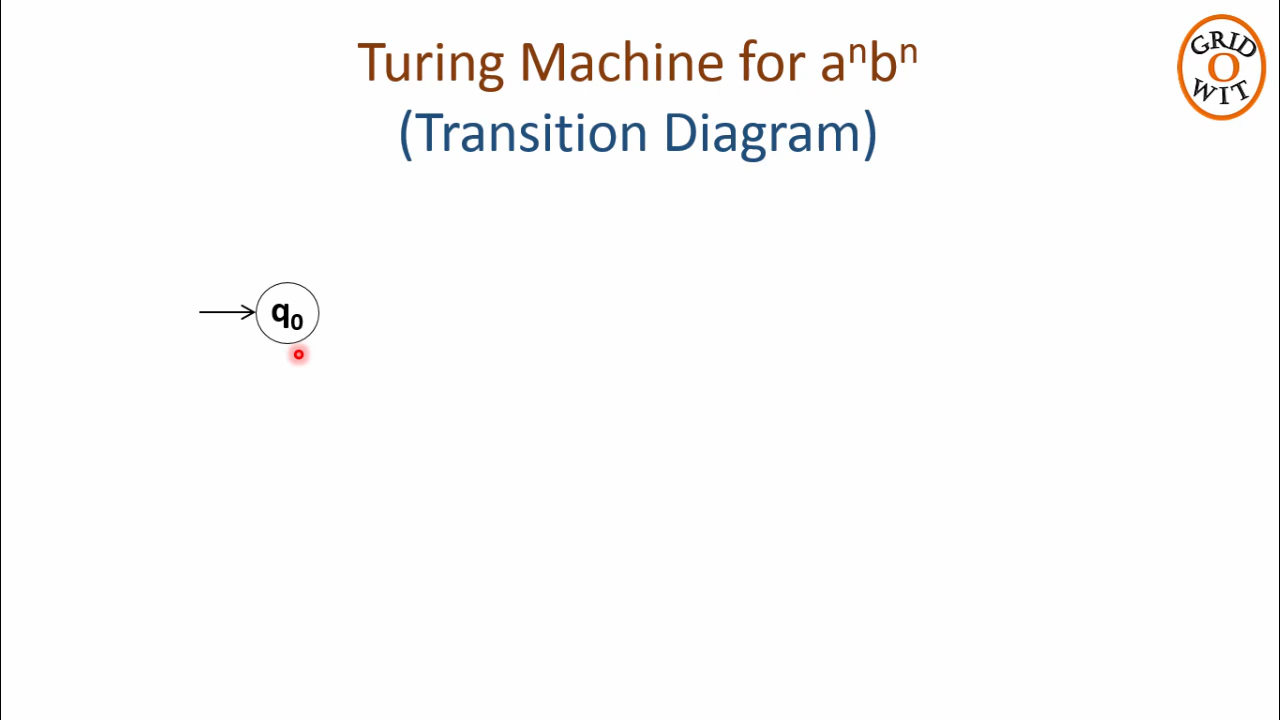 Turing Machine for aⁿbⁿ
(Transition Diagram)
GRID
O
WIT
q₀